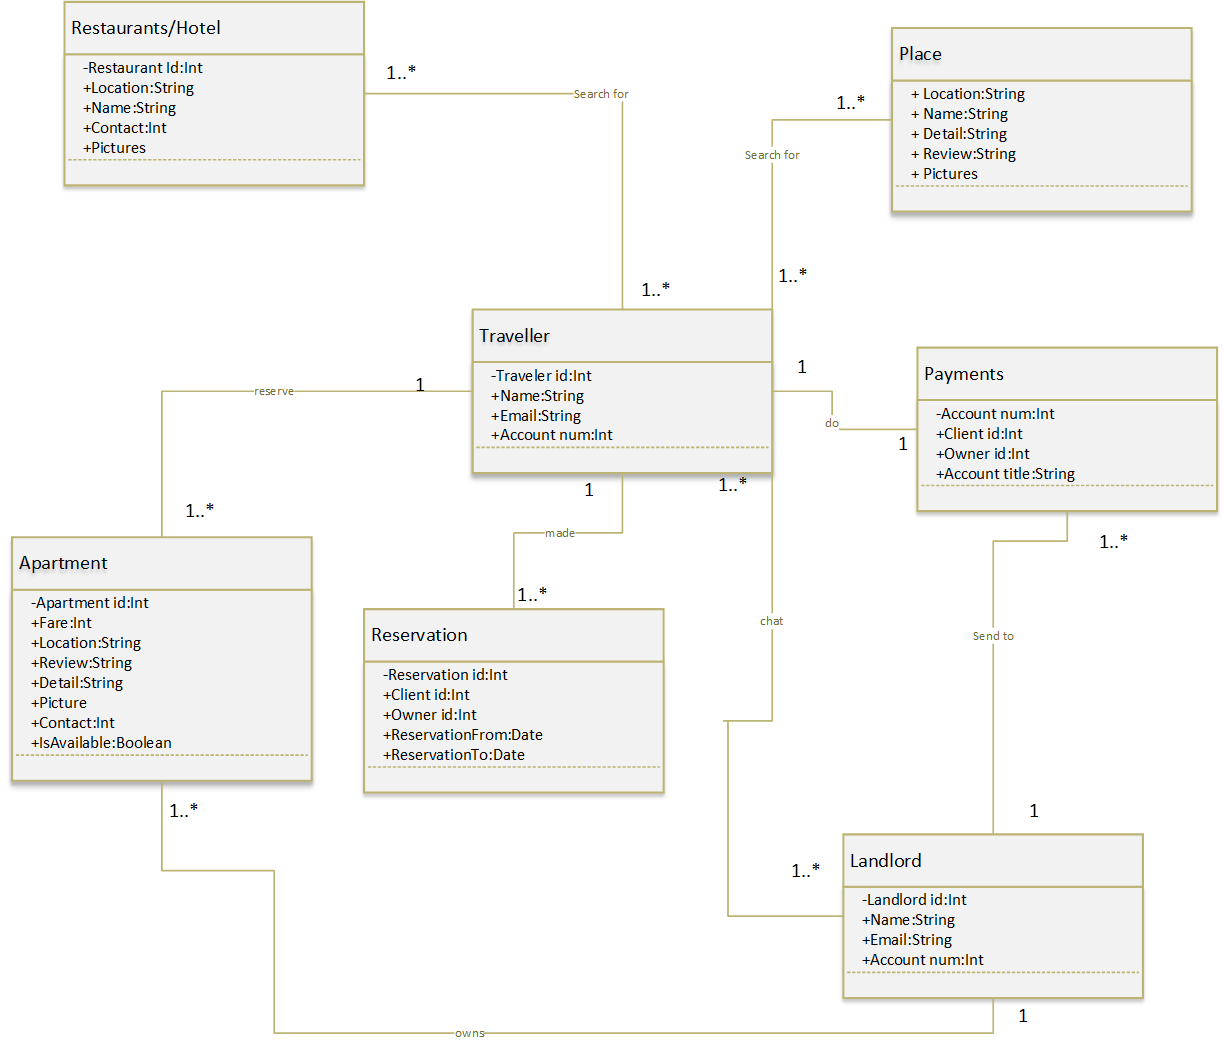 Restaurants/Hotel
-Restaurant Id:Int
+Location:String
+Name:String
+Contact:Int
+Pictures
1..*
Search for
1..*
Place
+ Location:String
+ Name:String
+ Detail:String
+ Review:String
+ Pictures
1..*
Search for
1..*
Traveller
-Traveler id:Int
+Name:String
+Email:String
+Account num:Int
1
reserve
1..*
1
do
1
Payments
-Account num:Int
+Client id:Int
+Owner id:Int
+Account title:String
1
made
1..*
1..*
chat
1..*
1..*
Send to
1
Apartment
-Apartment id:Int
+Fare:Int
+Location:String
+Review:String
+Detail:String
+Picture
+Contact:Int
+IsAvailable:Boolean
1..*
Reservation
-Reservation id:Int
+Client id:Int
+Owner id:Int
+ReservationFrom:Date
+ReservationTo:Date
Landlord
-Landlord id:Int
+Name:String
+Email:String
+Account num:Int
1
owns